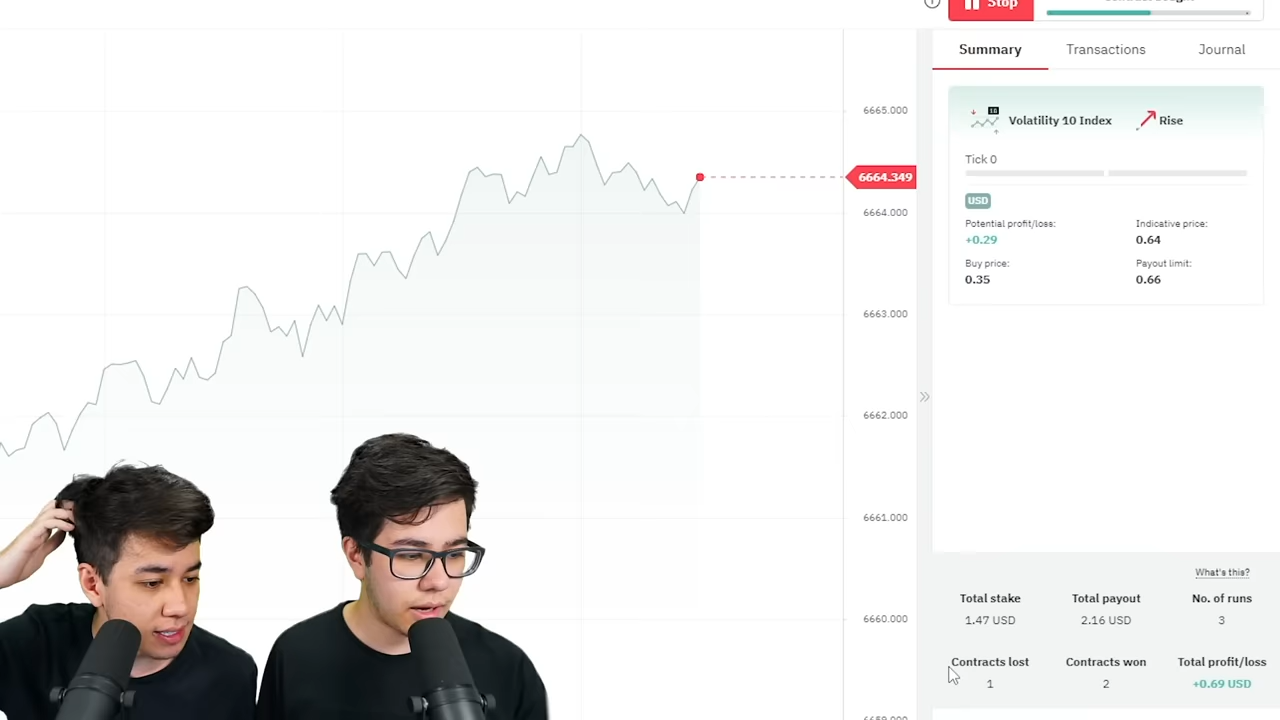 Stop
Summary Transactions Journal
6665.000
10
Volatility 10 Index Rise
Tick 0
6664.349
USD
6664.000
Potential profit/loss: Indicative price:
+0.29 0.64
Buy price: Payout limit:
0.35 0.66
6663.000
6662.000
6661.000
What's this?
Total stake Total payout No. of runs
6660.000
1.47 USD 2.16 USD 3
Contracts lost Contracts won Total profit/loss
1 2 +0.69 USD